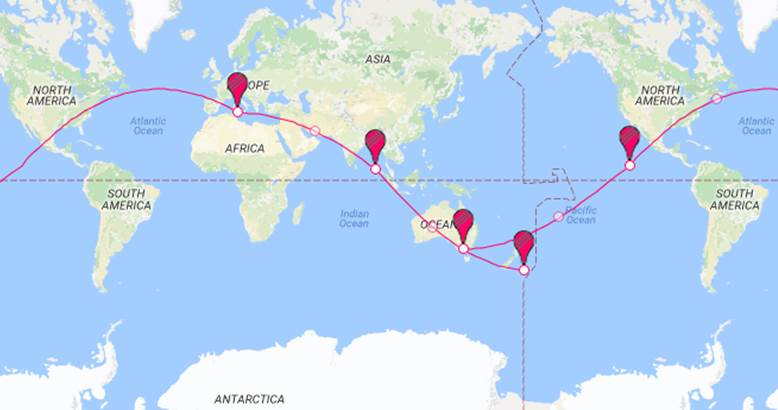 ASIA
EUROPE
NORTH
AMERICA
NORTH
AMERICA
Atlantic
Ocean
Atlantic
Ocean
AFRICA
SOUTH
AMERICA
SOUTH
AMERICA
Indian
Ocean
OCEAN
Pacific
Ocean
ANTARCTICA